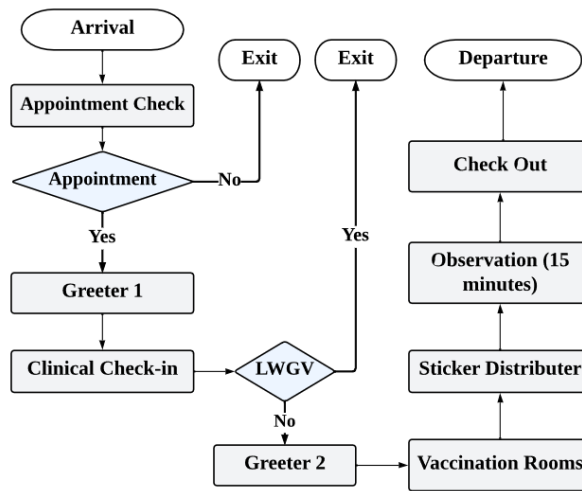 Arrival
Exit
Exit
Departure
Appointment Check
Appointment
No
Yes
Greeter 1
Clinical Check-in
LWGV
Yes
No
Greeter 2
Vaccination Rooms
Sticker Distributer
Observation (15
minutes)
Check Out